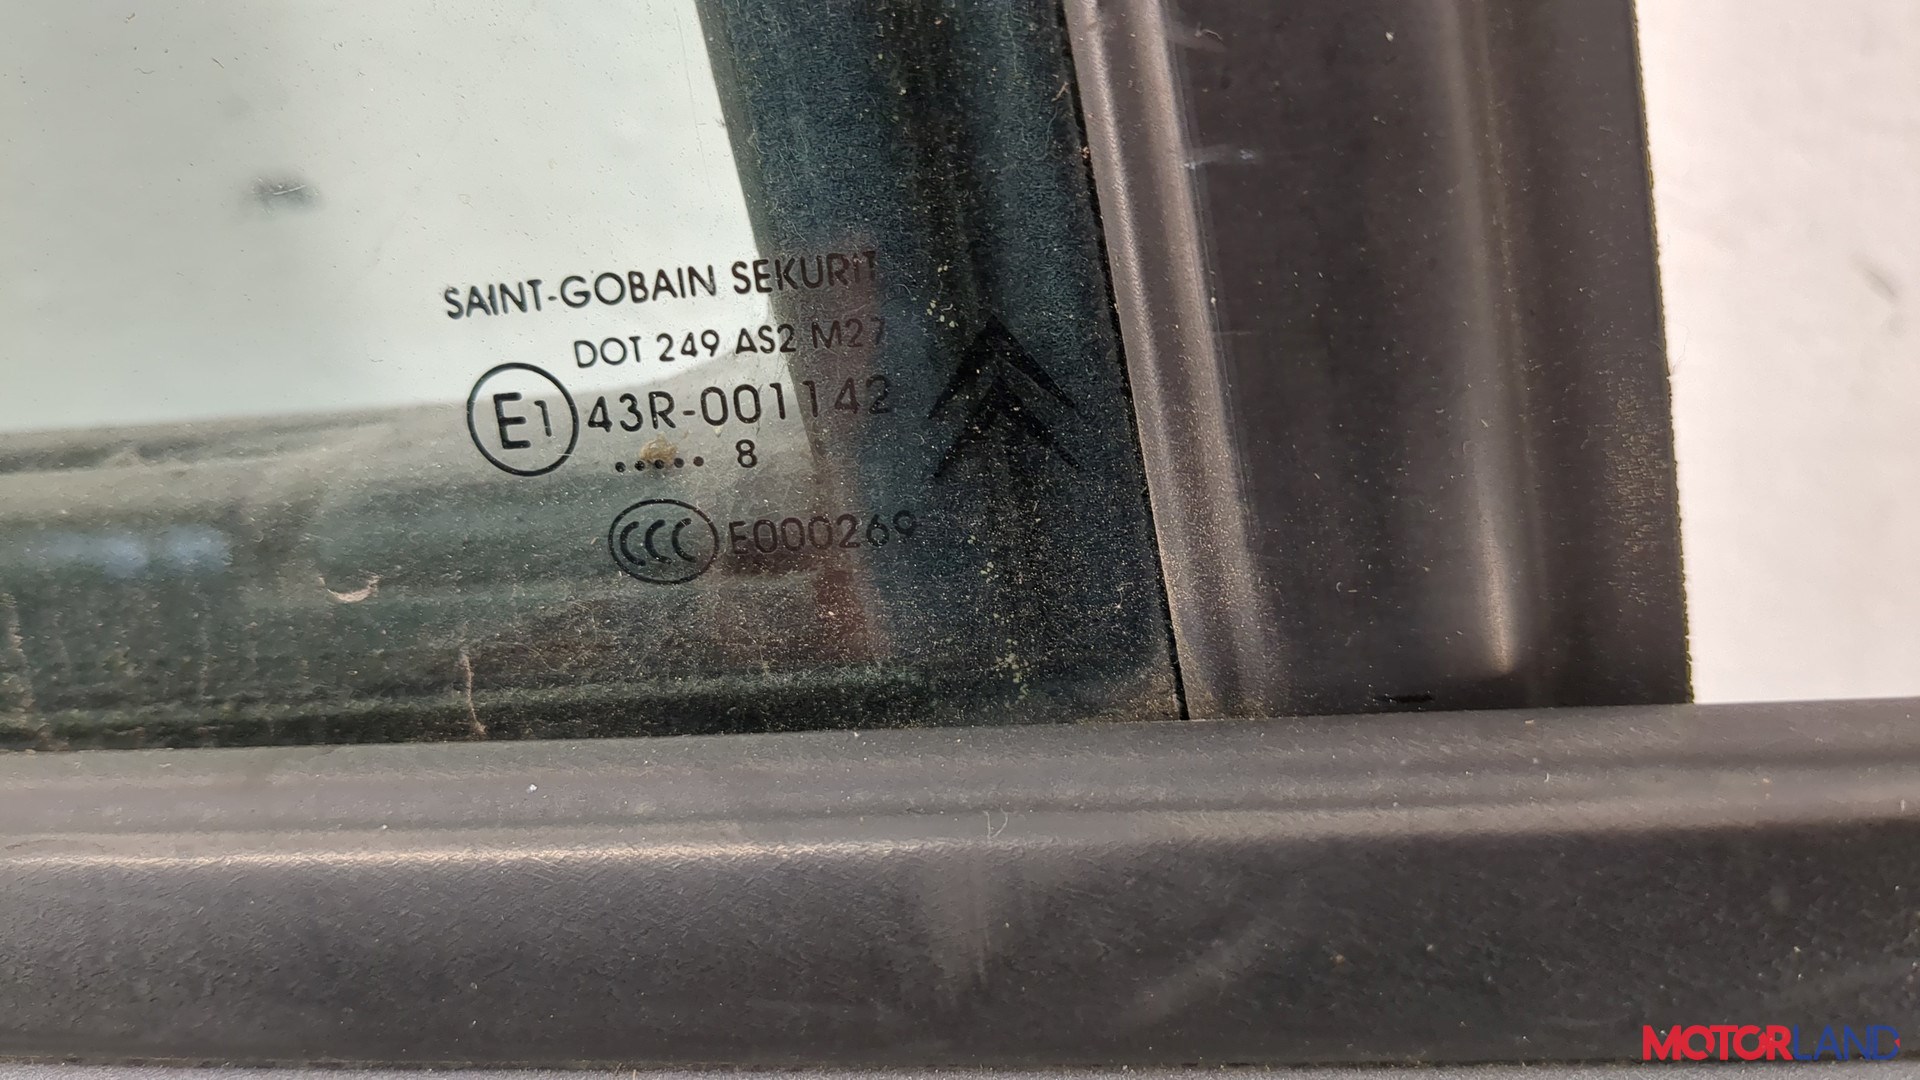 SAINT-GOBAIN SEKURIT
DOT 249 AS2 M27
E1 43R-001142
..... 8
CCC E000269
MOTORLAND